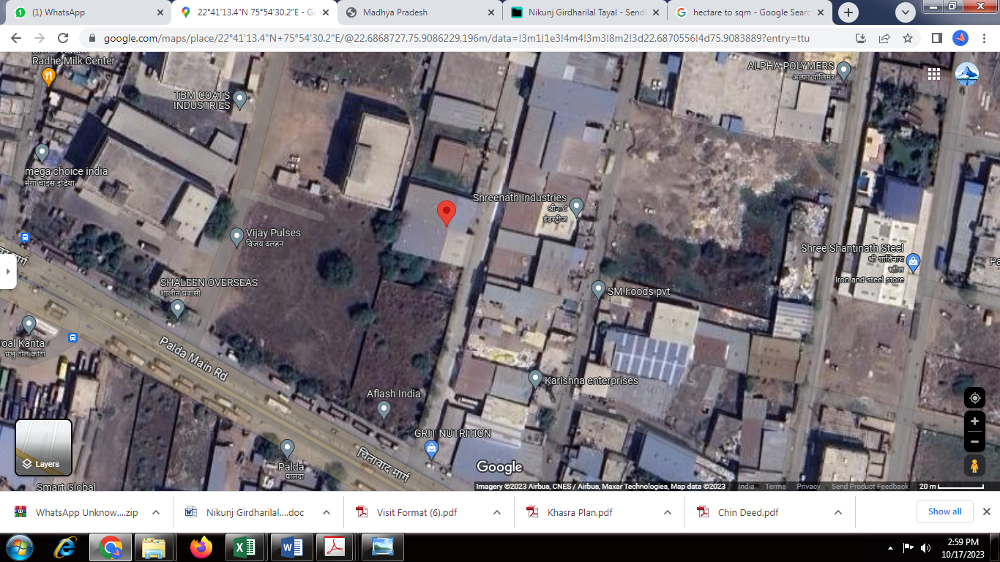 (1) WhatsApp
22°41'13.4"N 75°54'30.2"E - Go
Madhya Pradesh
Nikunj Girdharilal Tayal - Send
hectare to sqm - Google Searc
google.com/maps/place/22°41'13.4"N+75°54'30.2"E/@22.6868727,75.9086229,196m/data=!3m1!1e3!4m4!3m3!8m2!3d22.6870556!4d75.9083889?entry=ttu
Shree Radhe
Radhe Milk Center
TBM COATS
INDUSTRIES
ALPHA POLYMERS
अल्फा पॉलिमर
mega choice india
मेगा चॉइस इंडिया
Shreenath Industries
श्रीनाथ
इंडस्ट्रीज
Vijay Pulses
विजय दलहन
Shree Shantinath Steel
श्री शांतिनाथ
स्टील
Iron and steel store
Pa
SHALEEN OVERSEAS
शालीन प्रवासी
SM Foods pvt
Toal Kanta
प्रभु टोल कांटा
Palda Main Rd
Karishna enterprises
Aflash India
GRIT NUTRITION
चितावाद मार्ग
Palda
पालदा
Layers
Smart Global
Google
Imagery ©2023 Airbus, CNES / Airbus, Maxar Technologies, Map data ©2023
India
Terms
Privacy
Send Product Feedback
20 m
WhatsApp Unknow....zip
Nikunj Girdharilal....doc
Visit Format (6).pdf
Khasra Plan.pdf
Chin Deed.pdf
Show all
2:59 PM
10/17/2023